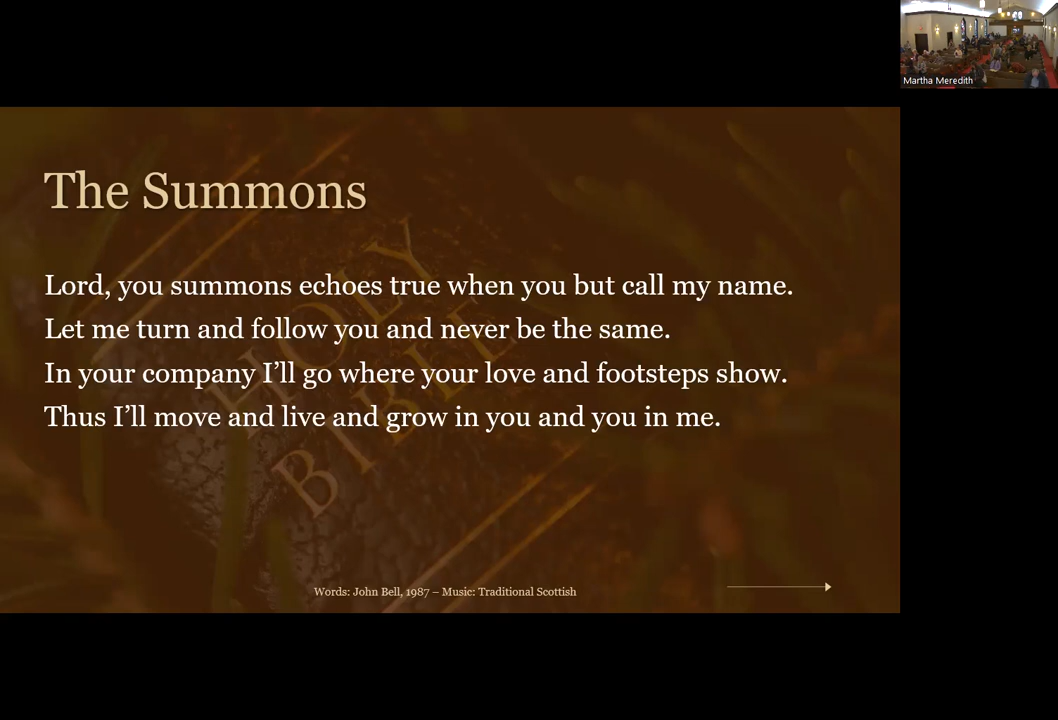 Martha Meredith
The Summons
Lord, you summons echoes true when you but call my name.
Let me turn and follow you and never be the same.
In your company I’ll go where your love and footsteps show.
Thus I’ll move and live and grow in you and you in me.
HOLY
BIBLE
Words: John Bell, 1987 – Music: Traditional Scottish